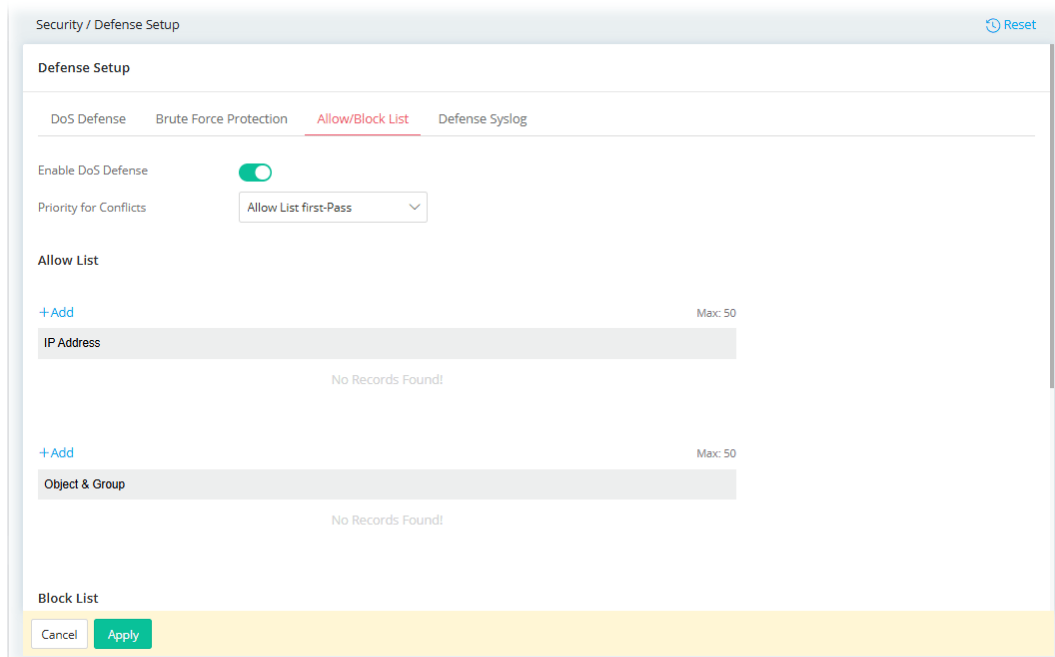 Security / Defense Setup
Reset
Defense Setup
DoS Defense Brute Force Protection Allow/Block List Defense Syslog
Enable DoS Defense
Priority for Conflicts Allow List first-Pass
Allow List
+Add Max: 50
IP Address
No Records Found!
+Add Max: 50
Object & Group
No Records Found!
Block List
Cancel Apply